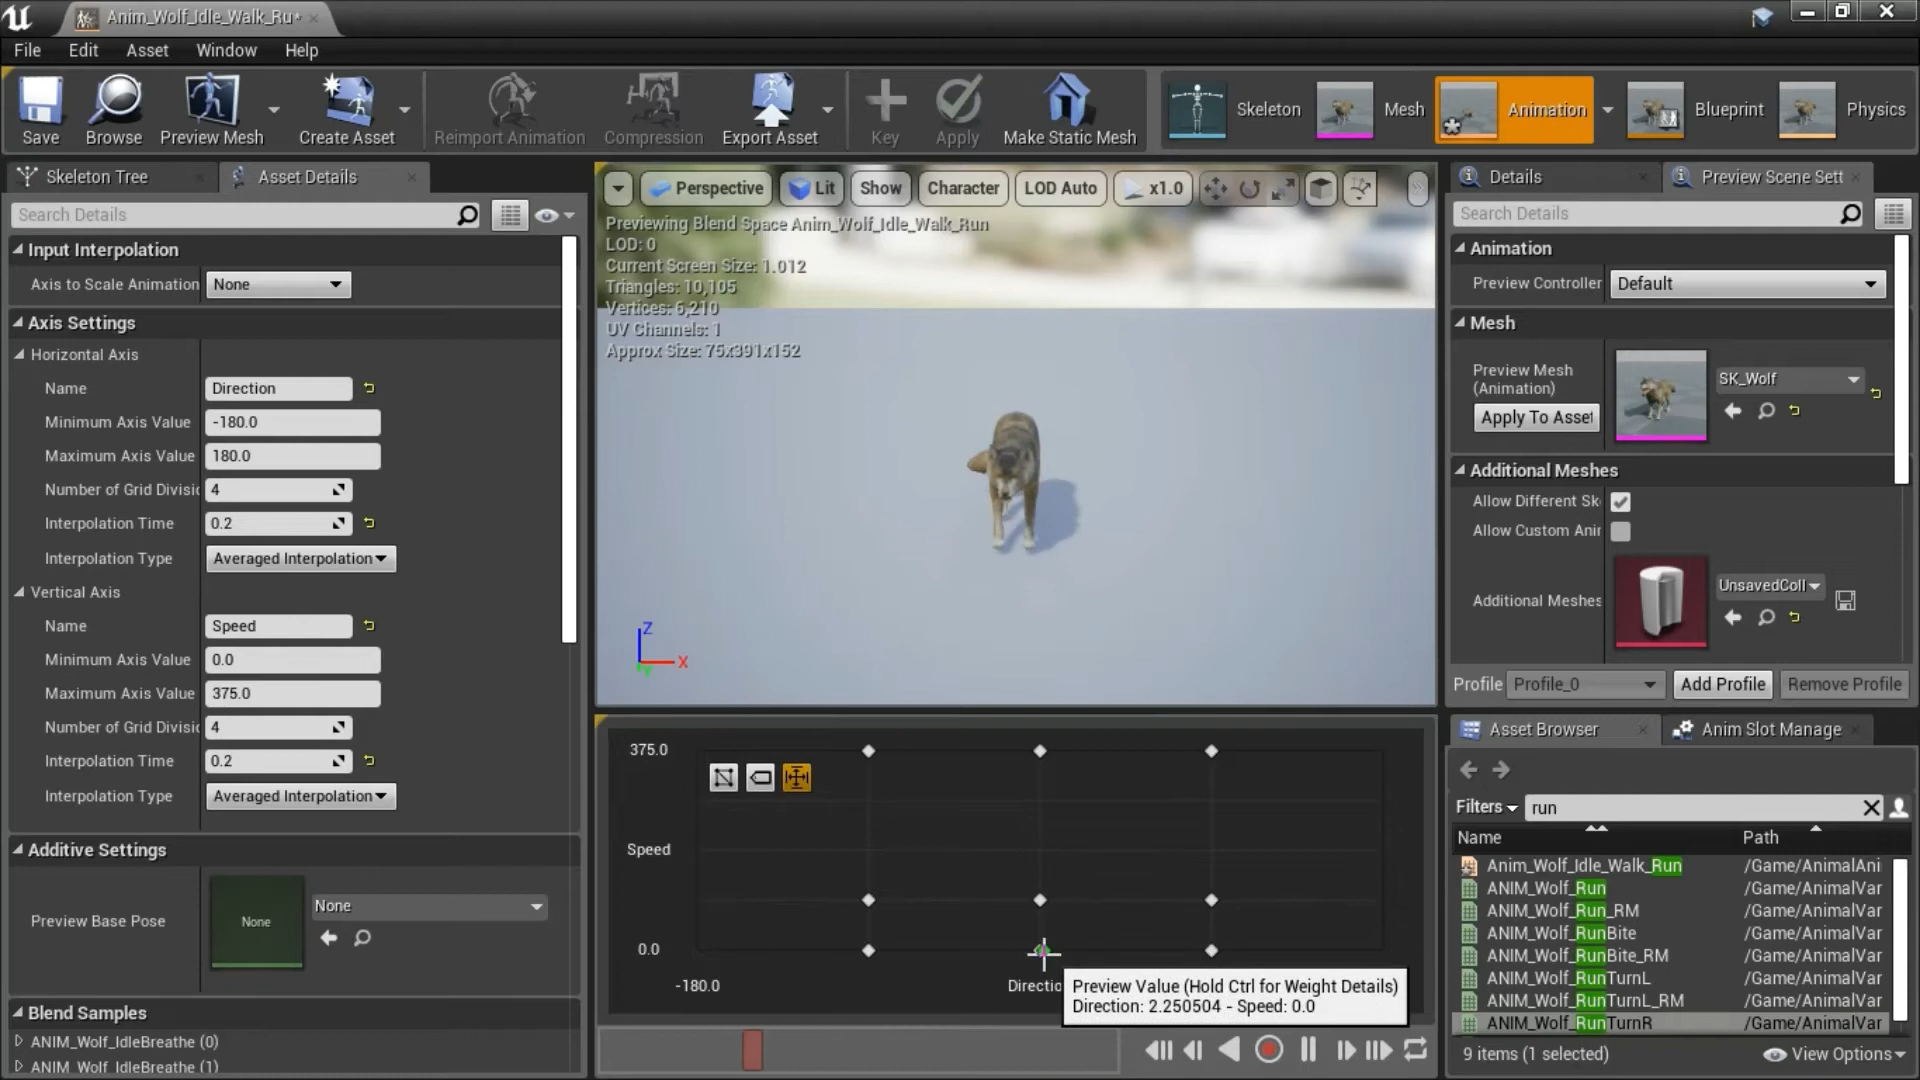 Anim_Wolf_Idle_Walk_Ru*
File Edit Asset Window Help
Save Browse Preview Mesh Create Asset Reimport Animation Compression Export Asset Key Apply Make Static Mesh Skeleton Mesh Animation Blueprint Physics
Skeleton Tree Asset Details
Search Details
Input Interpolation
Axis to Scale Animation None
Axis Settings
Horizontal Axis
Name Direction
Minimum Axis Value -180.0
Maximum Axis Value 180.0
Number of Grid Divisic 4
Interpolation Time 0.2
Interpolation Type Averaged Interpolation
Vertical Axis
Name Speed
Minimum Axis Value 0.0
Maximum Axis Value 375.0
Number of Grid Divisic 4
Interpolation Time 0.2
Interpolation Type Averaged Interpolation
Additive Settings
Preview Base Pose None None
Blend Samples
ANIM_Wolf_IdleBreathe (0)
ANIM_Wolf_IdleBreathe (1)
Perspective Lit Show Character LOD Auto x1.0
Previewing Blend Space Anim_Wolf_Idle_Walk_Run
LOD: 0
Current Screen Size: 1.012
Triangles: 10,105
Vertices: 6,210
UV Channels: 1
Approx Size: 75x391x152
Z
X
Y
375.0
Speed
0.0
-180.0 Directio
Preview Value (Hold Ctrl for Weight Details)
Direction: 2.250504 - Speed: 0.0
Details Preview Scene Sett
Search Details
Animation
Preview Controller Default
Mesh
Preview Mesh
(Animation)
SK_Wolf
Apply To Asset
Additional Meshes
Allow Different Sk
Allow Custom Anir
Additional Meshes UnsavedColl
Profile Profile_0 Add Profile Remove Profile
Asset Browser Anim Slot Manage
Filters run
Name Path
Anim_Wolf_Idle_Walk_Run /Game/AnimalAni
ANIM_Wolf_Run /Game/AnimalVar
ANIM_Wolf_Run_RM /Game/AnimalVar
ANIM_Wolf_RunBite /Game/AnimalVar
ANIM_Wolf_RunBite_RM /Game/AnimalVar
ANIM_Wolf_RunTurnL /Game/AnimalVar
ANIM_Wolf_RunTurnL_RM /Game/AnimalVar
ANIM_Wolf_RunTurnR /Game/AnimalVar
9 items (1 selected) View Options